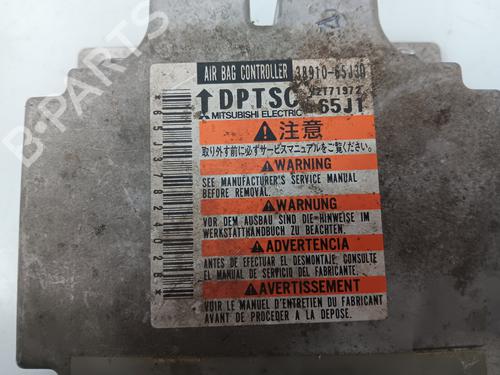 AIR BAG CONTROLLER 38910-65J30
DPTSC
65J1
MITSUBISHI ELECTRIC
注意
取り外す前に必ずサービスマニュアルをご覧ください。
WARNING
SEE MANUFACTURER'S SERVICE MANUAL
BEFORE REMOVAL.
WARNUNG
VOR DEM AUSBAU SIND DIE HINWEISE IM
WERKSTATTHANDBUCH ZU BEACHTEN.
ADVERTENCIA
ANTES DE EFECTUAR EL DESMONTAJE, CONSULTE
EL MANUAL DE SERVICIO DEL FABRICANTE.
AVERTISSEMENT
VOIR LE MANUEL D'ENTRETIEN DU FABRICANT
AVANT DE PROCEDER A LA DEPOSE.
*65J37824028*